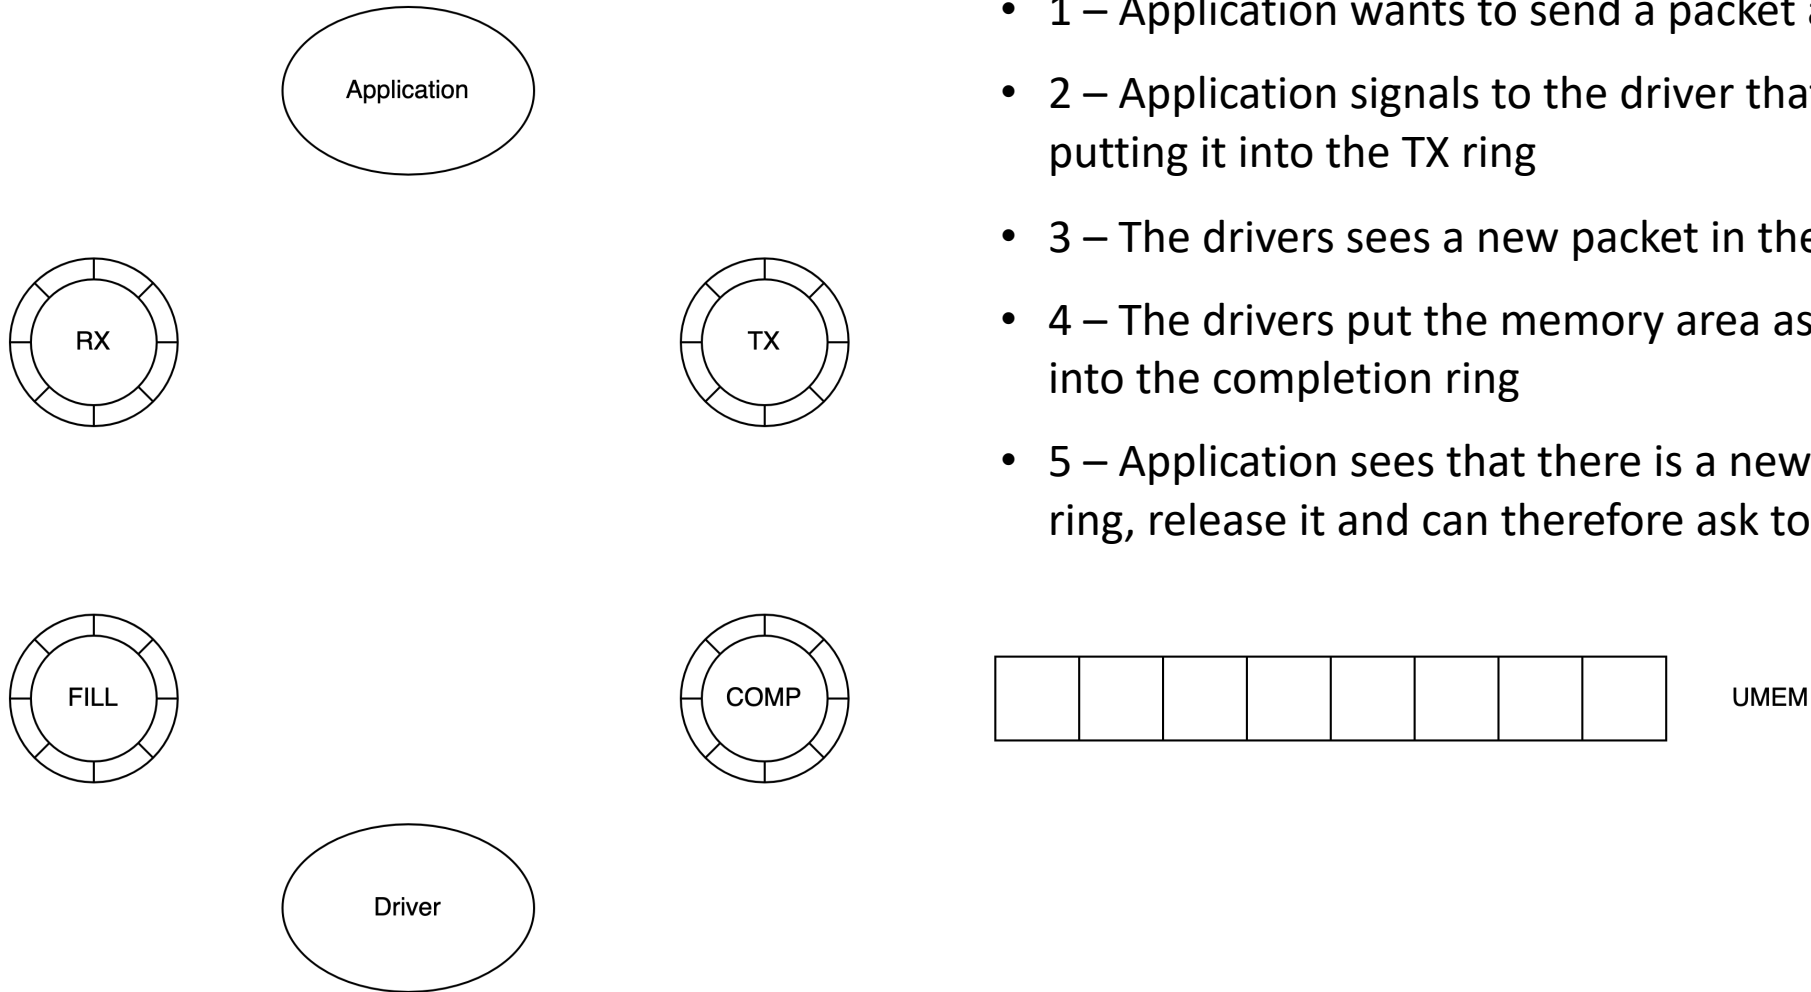 Application
RX
TX
FILL
COMP
Driver
• 1 – Application wants to send a packet
• 2 – Application signals to the driver that
putting it into the TX ring
• 3 – The drivers sees a new packet in the
• 4 – The drivers put the memory area as
into the completion ring
• 5 – Application sees that there is a new
ring, release it and can therefore ask to
UMEM